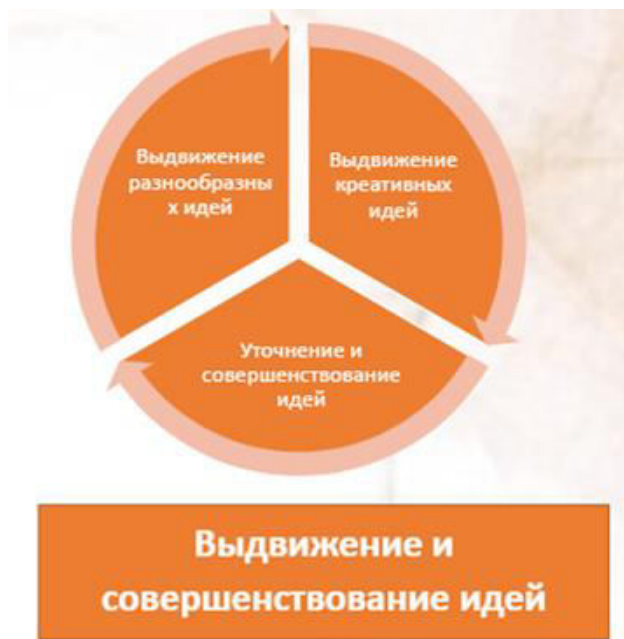 Выдвижение
разнообразны
х идей
Выдвижение
креативных
идей
Уточнение и
совершенствование
идей
Выдвижение и
совершенствование идей